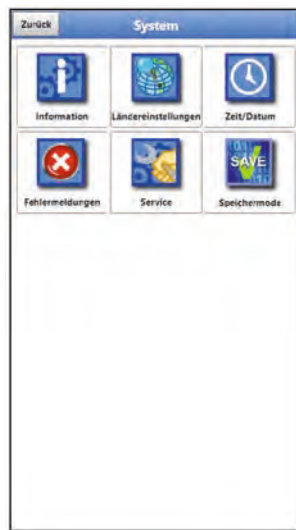 Zurück
System
Information
Ländereinstellungen
Zeit/Datum
Fehlermeldungen
Service
SAVE
Speichermode